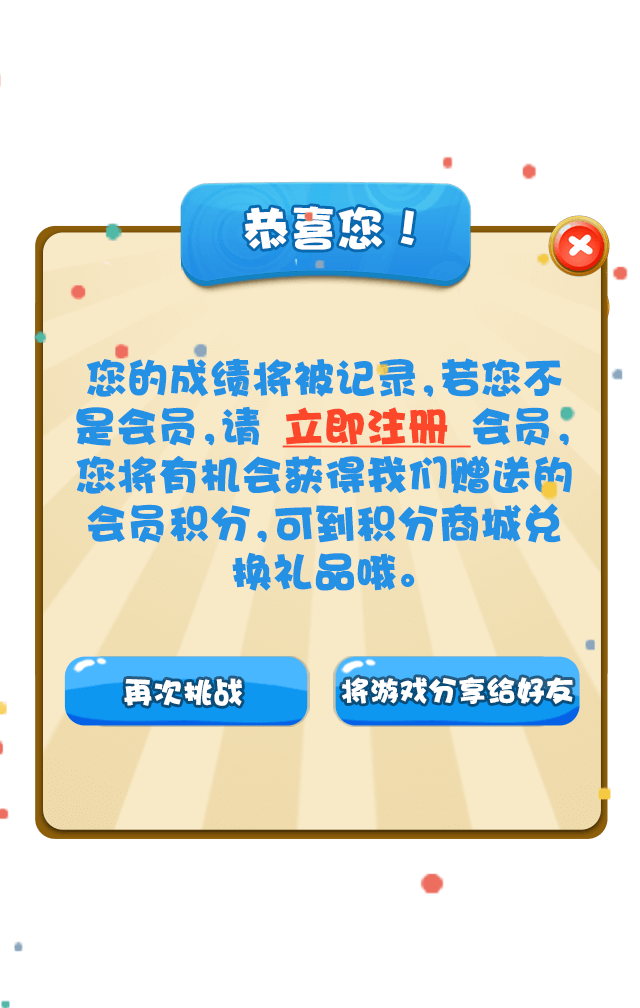 恭喜您！
您的成绩将被记录,若您不
是会员,请 立即注册 会员,
您将有机会获得我们赠送的
会员积分,可到积分商城兑
换礼品哦。
再次挑战
将游戏分享给好友